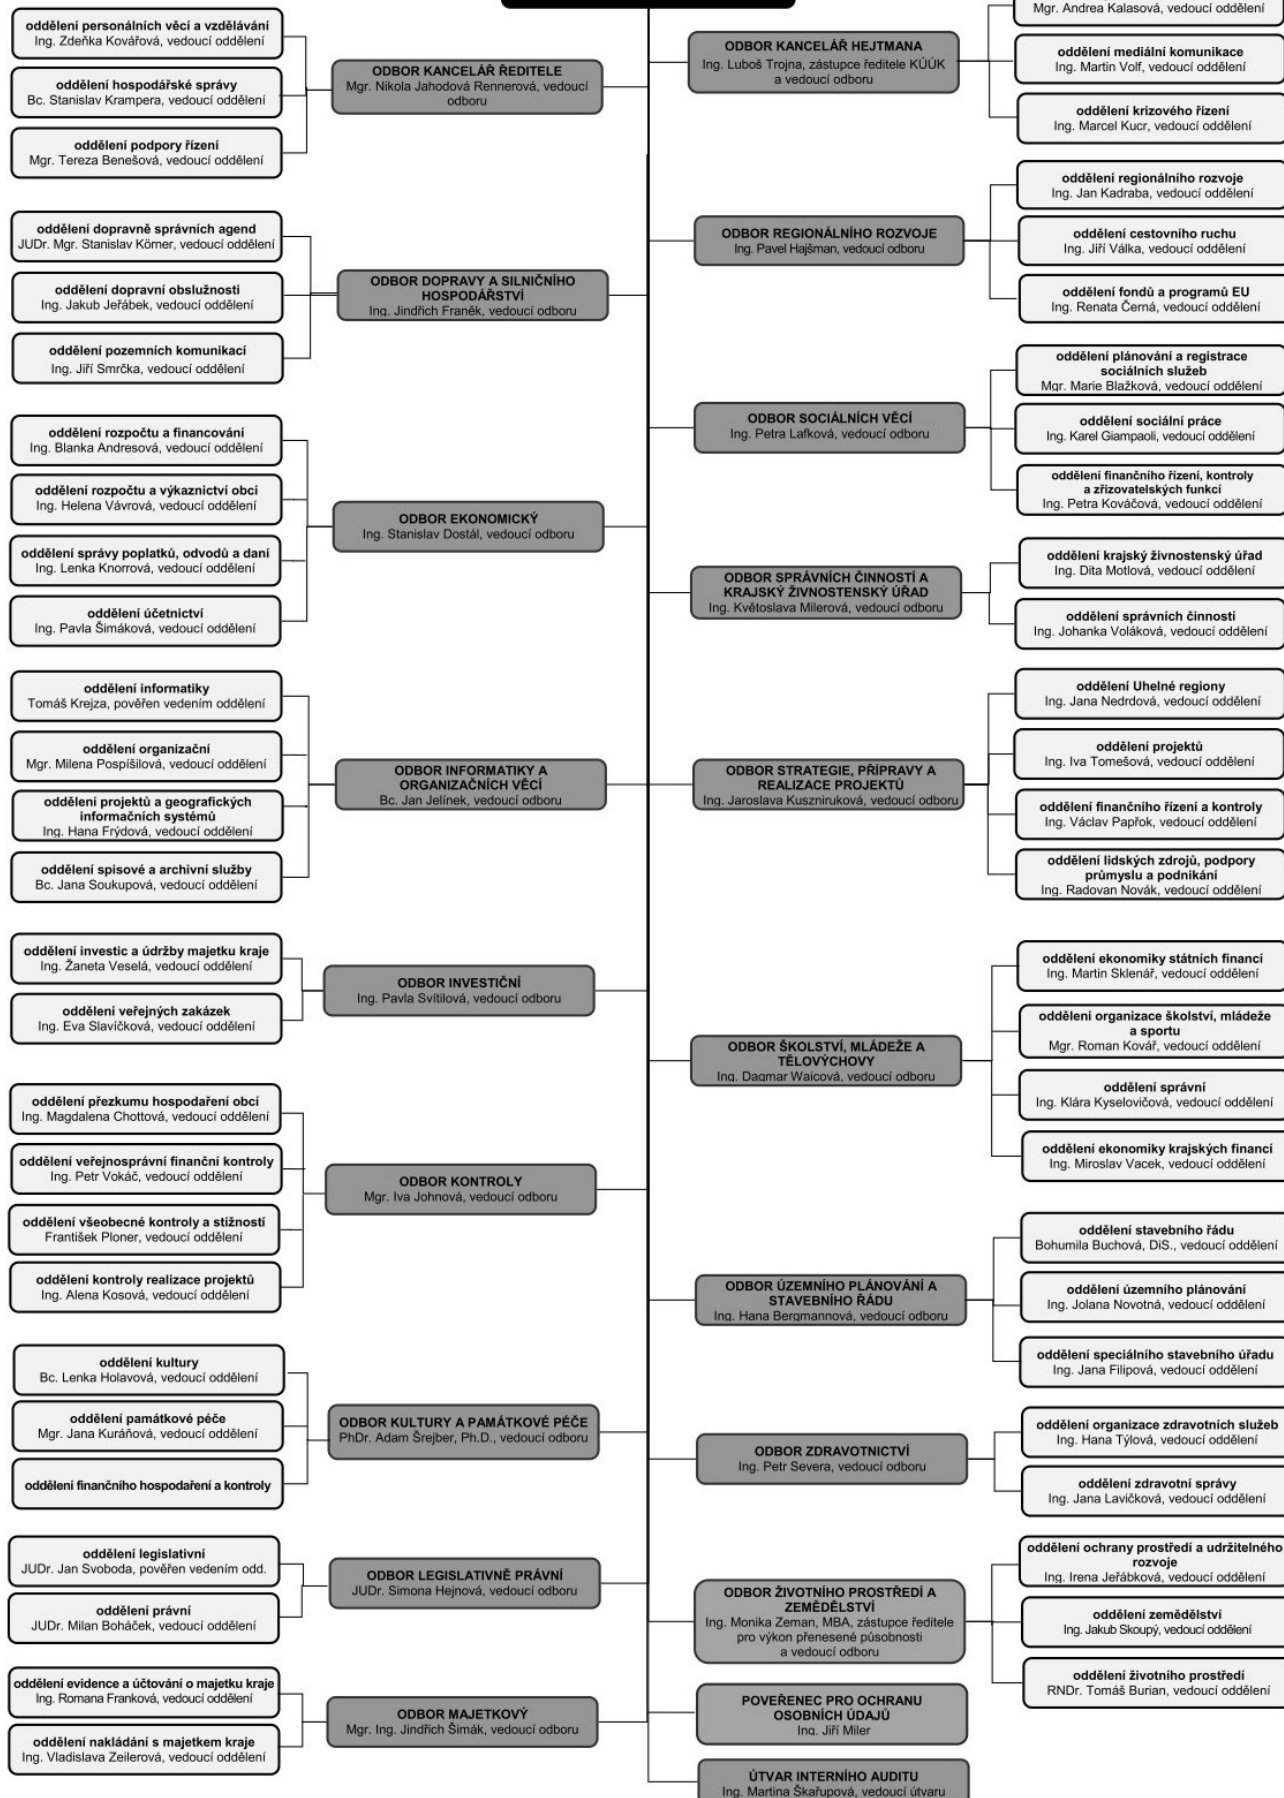 oddělení personálních věcí a vzdělávání
Ing. Zdeňka Kovářová, vedoucí oddělení
oddělení hospodářské správy
Bc. Stanislav Krampera, vedoucí oddělení
oddělení podpory řízení
Mgr. Tereza Benešová, vedoucí oddělení
ODBOR KANCELÁŘ ŘEDITELE
Mgr. Nikola Jahodová Rennerová, vedoucí
odboru
oddělení dopravně správních agend
JUDr. Mgr. Stanislav Körner, vedoucí oddělení
oddělení dopravní obslužnosti
Ing. Jakub Jeřábek, vedoucí oddělení
oddělení pozemních komunikací
Ing. Jiří Smrčka, vedoucí oddělení
ODBOR DOPRAVY A SILNIČNÍHO
HOSPODÁŘSTVÍ
Ing. Jindřich Franěk, vedoucí odboru
oddělení rozpočtu a financování
Ing. Blanka Andresová, vedoucí oddělení
oddělení rozpočtu a výkaznictví obcí
Ing. Helena Vávrová, vedoucí oddělení
oddělení správy poplatků, odvodů a daní
Ing. Lenka Knorrová, vedoucí oddělení
oddělení účetnictví
Ing. Pavla Šimáková, vedoucí oddělení
ODBOR EKONOMICKÝ
Ing. Stanislav Dostál, vedoucí odboru
oddělení informatiky
Tomáš Krejza, pověřen vedením oddělení
oddělení organizační
Mgr. Milena Pospíšilová, vedoucí oddělení
oddělení projektů a geografických
informačních systémů
Ing. Hana Frýdová, vedoucí oddělení
oddělení spisové a archivní služby
Bc. Jana Soukupová, vedoucí oddělení
ODBOR INFORMATIKY A
ORGANIZAČNÍCH VĚCÍ
Bc. Jan Jelínek, vedoucí odboru
oddělení investic a údržby majetku kraje
Ing. Žaneta Veselá, vedoucí oddělení
oddělení veřejných zakázek
Ing. Eva Slavíčková, vedoucí oddělení
ODBOR INVESTIČNÍ
Ing. Pavla Svítilová, vedoucí odboru
oddělení přezkumu hospodaření obcí
Ing. Magdalena Chottová, vedoucí oddělení
oddělení veřejnosprávní finanční kontroly
Ing. Petr Vokáč, vedoucí oddělení
oddělení všeobecné kontroly a stížností
František Ploner, vedoucí oddělení
oddělení kontroly realizace projektů
Ing. Alena Kosová, vedoucí oddělení
ODBOR KONTROLY
Mgr. Iva Johnová, vedoucí odboru
oddělení kultury
Bc. Lenka Holavová, vedoucí oddělení
oddělení památkové péče
Mgr. Jana Kuráňová, vedoucí oddělení
oddělení finančního hospodaření a kontroly
ODBOR KULTURY A PAMÁTKOVÉ PÉČE
PhDr. Adam Šrejber, Ph.D., vedoucí odboru
oddělení legislativní
JUDr. Jan Svoboda, pověřen vedením odd.
oddělení právní
JUDr. Milan Boháček, vedoucí oddělení
ODBOR LEGISLATIVNĚ PRÁVNÍ
JUDr. Simona Hejnová, vedoucí odboru
oddělení evidence a účtování o majetku kraje
Ing. Romana Franková, vedoucí oddělení
oddělení nakládání s majetkem kraje
Ing. Vladislava Zeilerová, vedoucí oddělení
ODBOR MAJETKOVÝ
Mgr. Ing. Jindřich Šimák, vedoucí odboru
ODBOR KANCELÁŘ HEJTMANA
Ing. Luboš Trojna, zástupce ředitele KÚÚK
a vedoucí odboru
Mgr. Andrea Kalasová, vedoucí oddělení
oddělení mediální komunikace
Ing. Martin Volf, vedoucí oddělení
oddělení krizového řízení
Ing. Marcel Kucr, vedoucí oddělení
ODBOR REGIONÁLNÍHO ROZVOJE
Ing. Pavel Hajšman, vedoucí odboru
oddělení regionálního rozvoje
Ing. Jan Kadraba, vedoucí oddělení
oddělení cestovního ruchu
Ing. Jiří Válka, vedoucí oddělení
oddělení fondů a programů EU
Ing. Renata Černá, vedoucí oddělení
ODBOR SOCIÁLNÍCH VĚCÍ
Ing. Petra Lafková, vedoucí odboru
oddělení plánování a registrace
sociálních služeb
Mgr. Marie Blažková, vedoucí oddělení
oddělení sociální práce
Ing. Karel Giampaoli, vedoucí oddělení
oddělení finančního řízení, kontroly
a zřizovatelských funkcí
Ing. Petra Kováčová, vedoucí oddělení
ODBOR SPRÁVNÍCH ČINNOSTÍ A
KRAJSKÝ ŽIVNOSTENSKÝ ÚŘAD
Ing. Květoslava Milerová, vedoucí odboru
oddělení krajský živnostenský úřad
Ing. Dita Motlová, vedoucí oddělení
oddělení správních činností
Ing. Johanka Voláková, vedoucí oddělení
ODBOR STRATEGIE, PŘÍPRAVY A
REALIZACE PROJEKTŮ
Ing. Jaroslava Kuszniruková, vedoucí odboru
oddělení Uhelné regiony
Ing. Jana Nedrdová, vedoucí oddělení
oddělení projektů
Ing. Iva Tomešová, vedoucí oddělení
oddělení finančního řízení a kontroly
Ing. Václav Papřok, vedoucí oddělení
oddělení lidských zdrojů, podpory
průmyslu a podnikání
Ing. Radovan Novák, vedoucí oddělení
ODBOR ŠKOLSTVÍ, MLÁDEŽE A
TĚLOVÝCHOVY
Ing. Dagmar Waicová, vedoucí odboru
oddělení ekonomiky státních financí
Ing. Martin Sklenář, vedoucí oddělení
oddělení organizace školství, mládeže
a sportu
Mgr. Roman Kovář, vedoucí oddělení
oddělení správní
Ing. Klára Kyselovičová, vedoucí oddělení
oddělení ekonomiky krajských financí
Ing. Miroslav Vacek, vedoucí oddělení
ODBOR ÚZEMNÍHO PLÁNOVÁNÍ A
STAVEBNÍHO ŘÁDU
Ing. Hana Bergmannová, vedoucí odboru
oddělení stavebního řádu
Bohumila Buchová, DiS., vedoucí oddělení
oddělení územního plánování
Ing. Jolana Novotná, vedoucí oddělení
oddělení speciálního stavebního úřadu
Ing. Jana Filipová, vedoucí oddělení
ODBOR ZDRAVOTNICTVÍ
Ing. Petr Severa, vedoucí odboru
oddělení organizace zdravotních služeb
Ing. Hana Týlová, vedoucí oddělení
oddělení zdravotní správy
Ing. Jana Lavičková, vedoucí oddělení
ODBOR ŽIVOTNÍHO PROSTŘEDÍ A
ZEMĚDĚLSTVÍ
Ing. Monika Zeman, MBA, zástupce ředitele
pro výkon přenesené působnosti
a vedoucí odboru
oddělení ochrany prostředí a udržitelného
rozvoje
Ing. Irena Jeřábková, vedoucí oddělení
oddělení zemědělství
Ing. Jakub Skoupý, vedoucí oddělení
oddělení životního prostředí
RNDr. Tomáš Burian, vedoucí oddělení
POVĚŘENEC PRO OCHRANU
OSOBNÍCH ÚDAJŮ
Ing. Jiří Miler
ÚTVAR INTERNÍHO AUDITU
Ing. Martina Škařupová, vedoucí útvaru